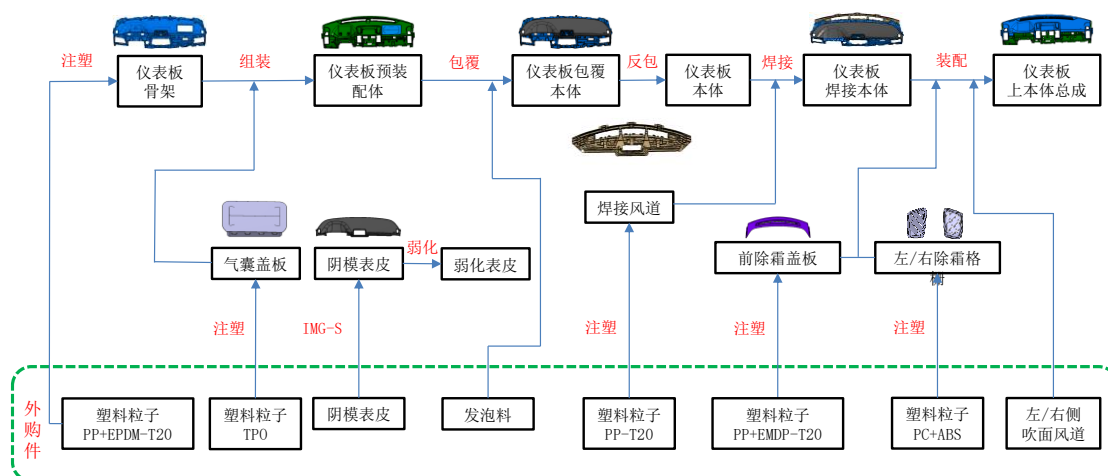 注塑
组装
包覆
反包
焊接
装配
仪表板
骨架
仪表板预装
配体
仪表板包覆
本体
仪表板
本体
仪表板
焊接本体
仪表板
上本体总成
焊接风道
气囊盖板
阴模表皮
弱化
弱化表皮
前除霜盖板
左/右除霜格
栅
注塑
IMG-S
注塑
注塑
注塑
外购件
塑料粒子
PP+EPDM-T20
塑料粒子
TPO
阴模表皮
发泡料
塑料粒子
PP-T20
塑料粒子
PP+EMDP-T20
塑料粒子
PC+ABS
左/右侧
吹面风道